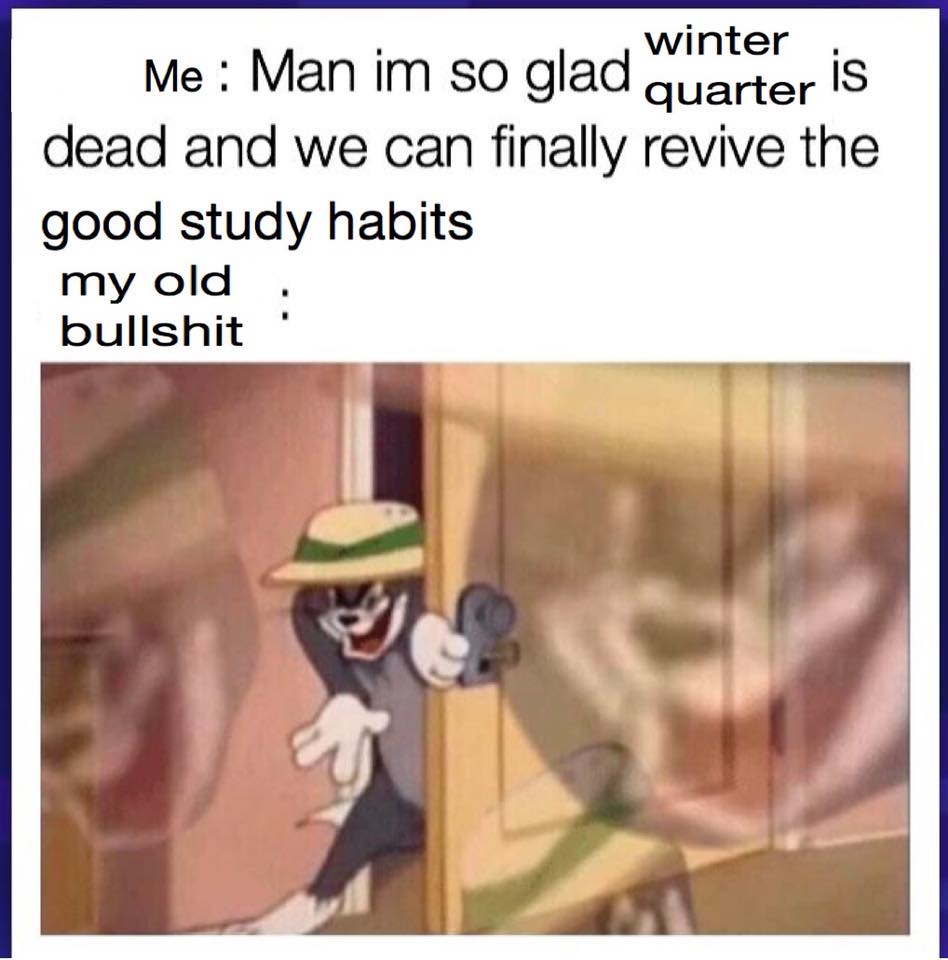 Me : Man im so glad winter quarter is
dead and we can finally revive the
good study habits
my old
bullshit :